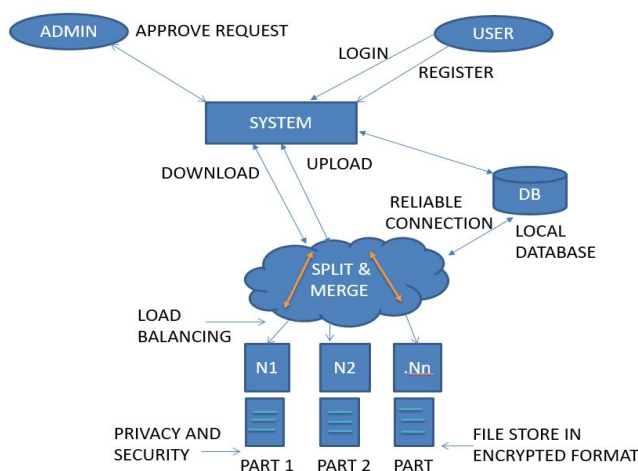 ADMIN
APPROVE REQUEST
USER
LOGIN
REGISTER
SYSTEM
DOWNLOAD
UPLOAD
DB
RELIABLE
CONNECTION
LOCAL
DATABASE
SPLIT &
MERGE
LOAD
BALANCING
N1
N2
.Nn
PRIVACY AND
SECURITY
FILE STORE IN
ENCRYPTED FORMAT
PART 1
PART 2
PART